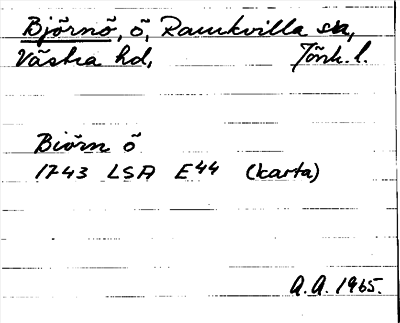 Björnö, ö, Ramkvilla sn,
Västra hd, Jönk. l.
Biörn ö
1743 LSA E44 (karta)
A.A. 1965.